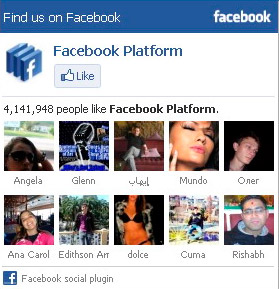 Find us on Facebook facebook
Facebook Platform
Like
4,141,948 people like Facebook Platform.
Angela Glenn إيهاب Mundo Олег
Ana Carol Edithson Arr dolce Cuma Rishabh
Facebook social plugin